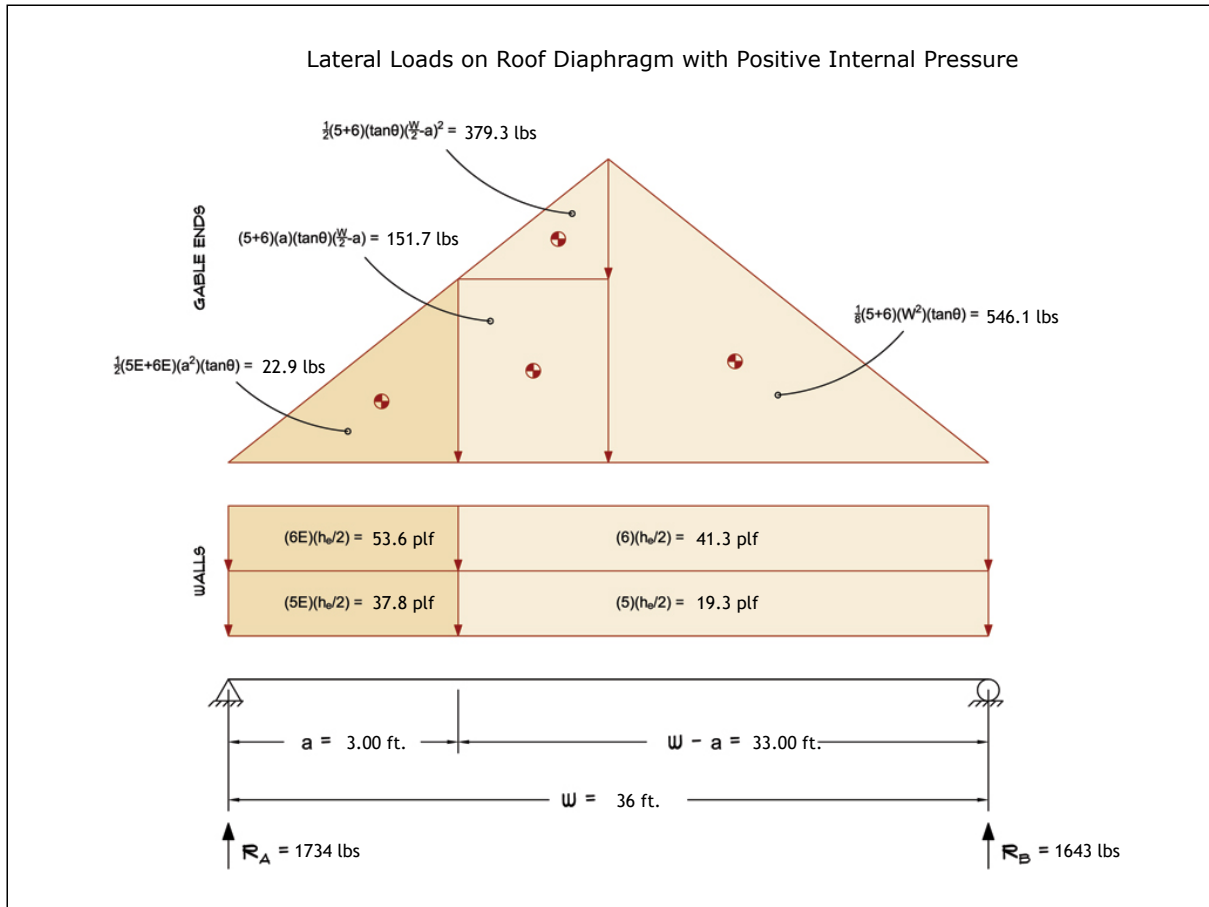 Lateral Loads on Roof Diaphragm with Positive Internal Pressure
½(5+6)(tanθ)(W/2-a)² = 379.3 lbs
GABLE ENDS
(5+6)(a)(tanθ)(W/2-a) = 151.7 lbs
⅛(5+6)(W²)(tanθ) = 546.1 lbs
½(5E+6E)(a²)(tanθ) = 22.9 lbs
WALLS
(6E)(hₑ/2) = 53.6 plf
(6)(hₑ/2) = 41.3 plf
(5E)(hₑ/2) = 37.8 plf
(5)(hₑ/2) = 19.3 plf
a = 3.00 ft.
W - a = 33.00 ft.
W = 36 ft.
R_A = 1734 lbs
R_B = 1643 lbs